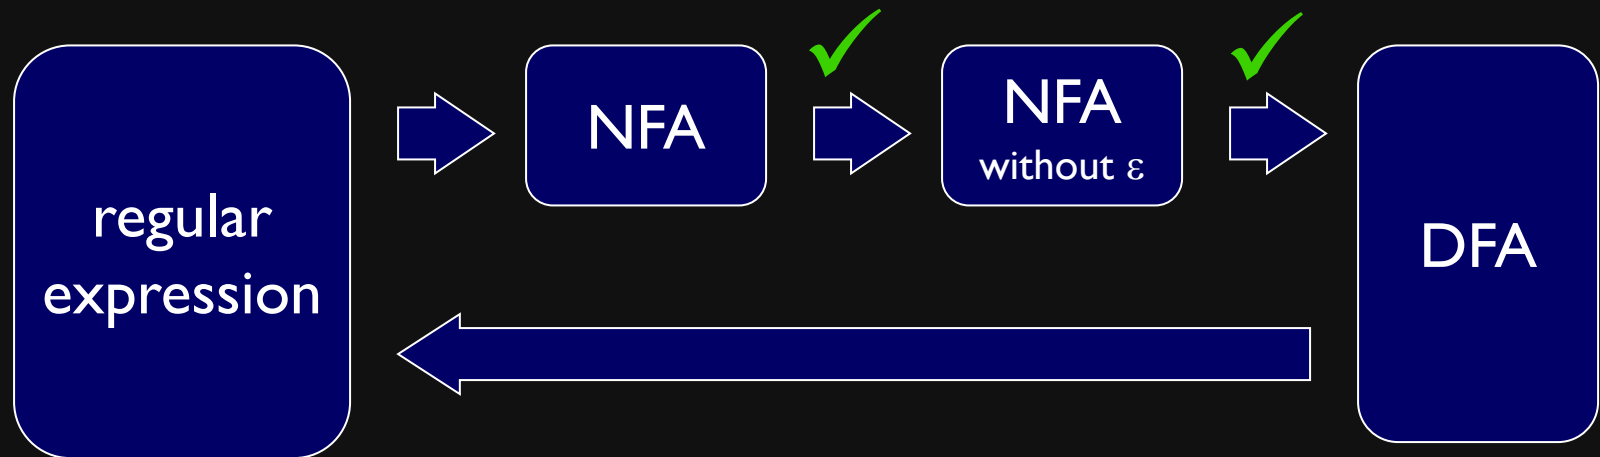 regular
expression
NFA
NFA
without ε
DFA